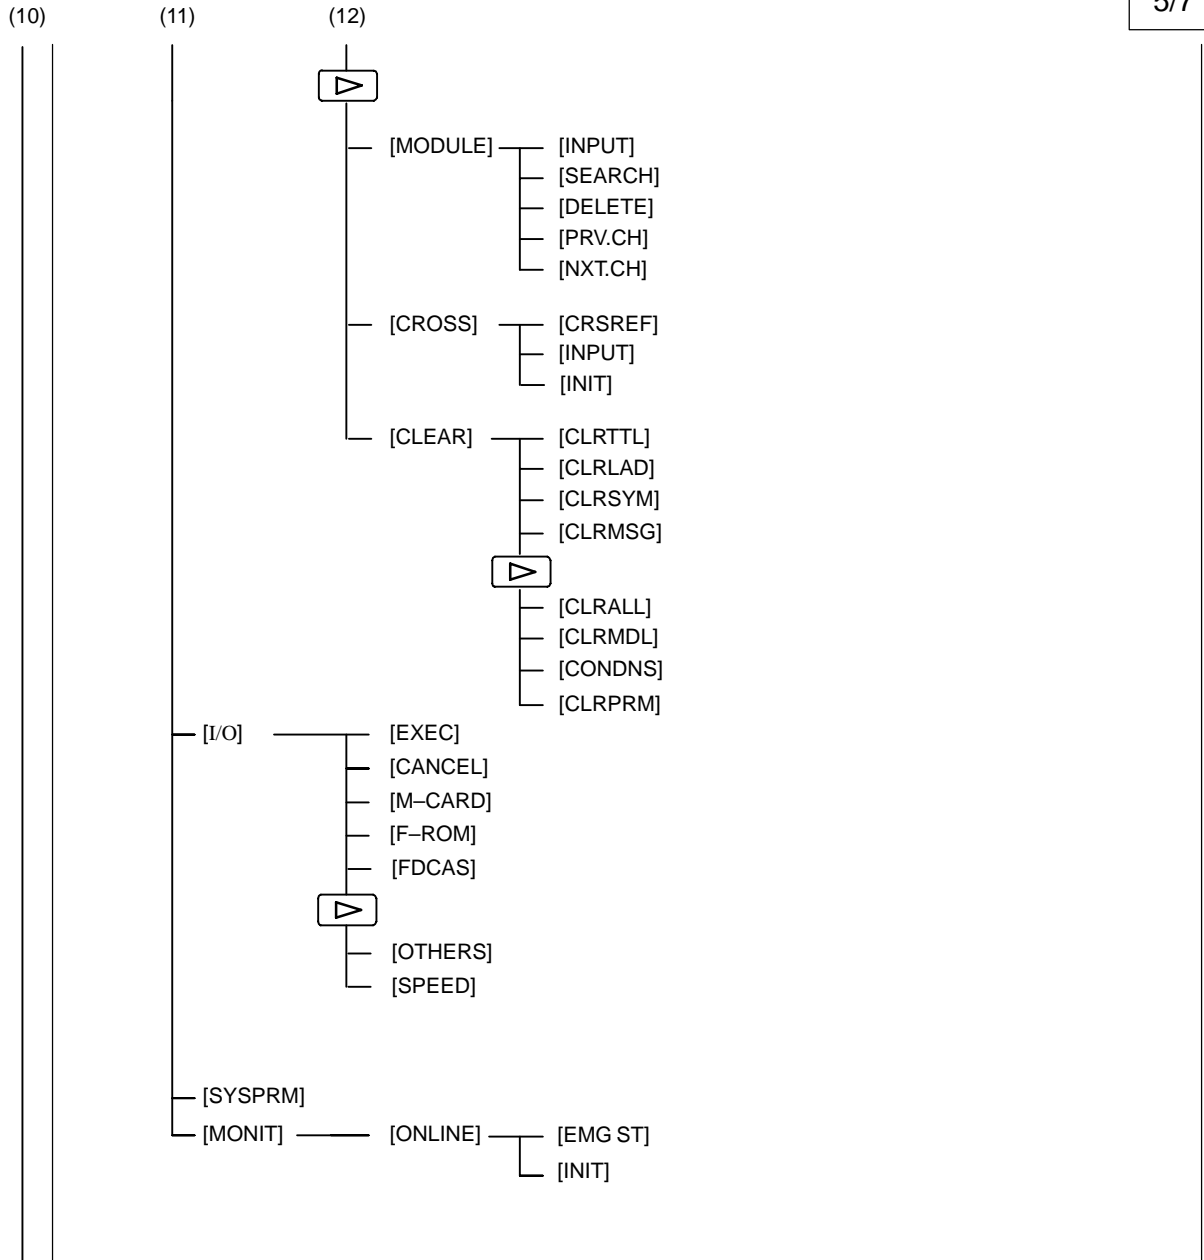 (10) (11) (12) 5/7
[MODULE] [INPUT]
[SEARCH]
[DELETE]
[PRV.CH]
[NXT.CH]
[CROSS] [CRSREF]
[INPUT]
[INIT]
[CLEAR] [CLRTTL]
[CLRLAD]
[CLRSYM]
[CLRMSG]
[CLRALL]
[CLRMDL]
[CONDNS]
[CLRPRM]
[I/O] [EXEC]
[CANCEL]
[M–CARD]
[F–ROM]
[FDCAS]
[OTHERS]
[SPEED]
[SYSPRM]
[MONIT] [ONLINE] [EMG ST]
[INIT]